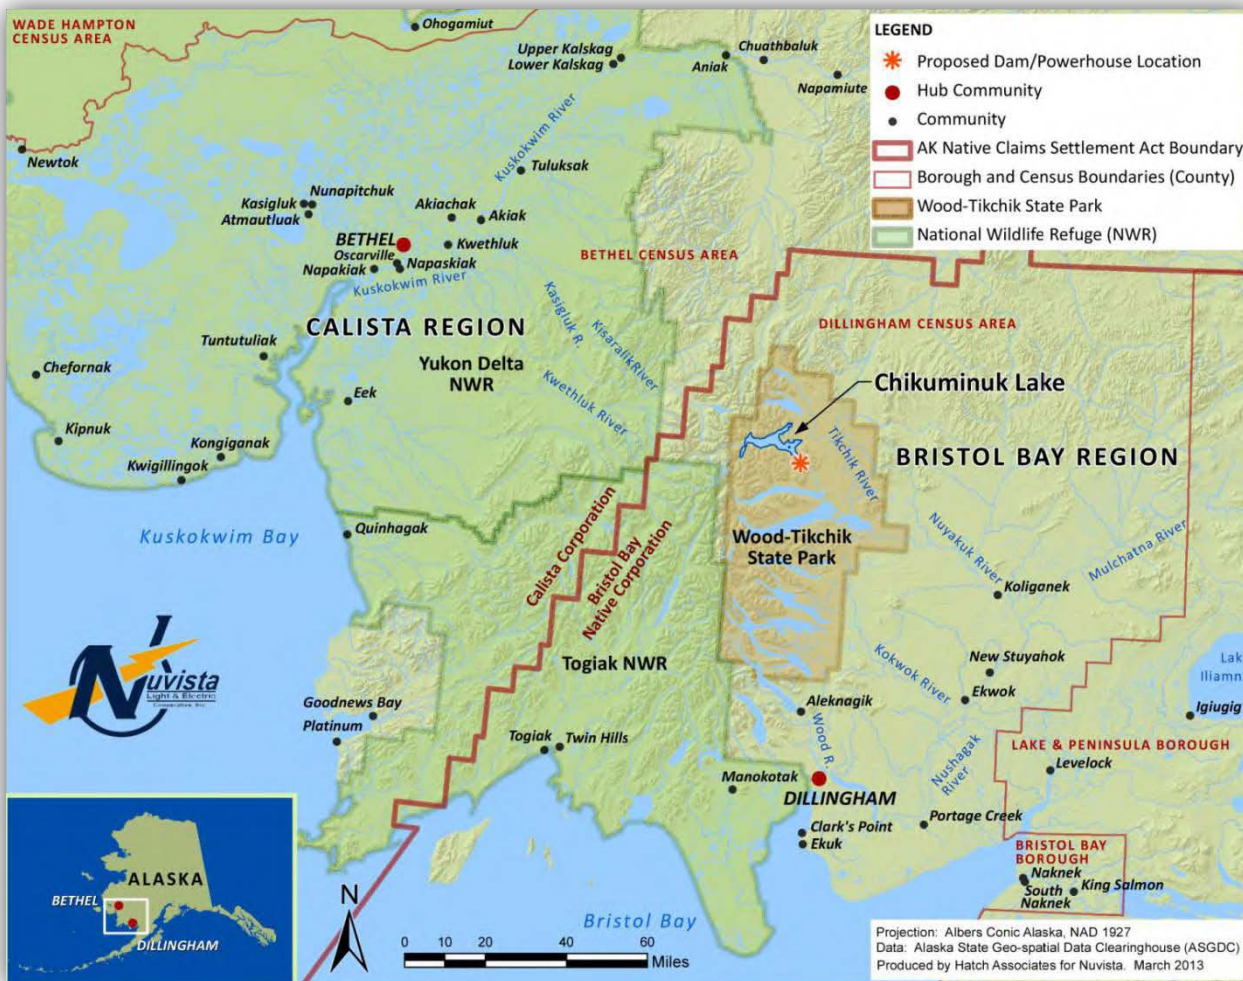 WADE HAMPTON
CENSUS AREA
Ohogamiut
Upper Kalskag
Lower Kalskag
Aniak
Chuathbaluk
Napamiute
LEGEND
Proposed Dam/Powerhouse Location
Hub Community
Community
AK Native Claims Settlement Act Boundary
Borough and Census Boundaries (County)
Wood-Tikchik State Park
National Wildlife Refuge (NWR)
Newtok
Kuskokwim River
Tuluksak
Kasigluk
Nunapitchuk
Atmautluak
Akiachak
Akiak
BETHEL
Kwethluk
Oscarville
Napakiak
Napaskiak
Kuskokwim River
BETHEL CENSUS AREA
CALISTA REGION
Kasigluk R.
Kisaralik River
DILLINGHAM CENSUS AREA
Tuntutuliak
Yukon Delta
NWR
Chefornak
Eek
Kwethluk River
Chikuminuk Lake
Kipnuk
Kongiganak
Kwigillingok
Tikchik River
BRISTOL BAY REGION
Kuskokwim Bay
Quinhagak
Calista Corporation
Bristol Bay
Native Corporation
Wood-Tikchik
State Park
Nuyakuk River
Mulchatna River
Koliganek
Nuvista
Light & Electric
Cooperative, Inc.
Togiak NWR
Kokwok River
New Stuyahok
Ekwok
Lak
Iliamn
Igiugig
Goodnews Bay
Platinum
Aleknagik
Wood R.
Togiak
Twin Hills
Nushagak
River
LAKE & PENINSULA BOROUGH
Levelock
Manokotak
DILLINGHAM
Clark's Point
Ekuk
Portage Creek
BRISTOL BAY
BOROUGH
Naknek
South
Naknek
King Salmon
ALASKA
BETHEL
DILLINGHAM
N
Bristol Bay
0 10 20 40 60
Miles
Projection: Albers Conic Alaska, NAD 1927
Data: Alaska State Geo-spatial Data Clearinghouse (ASGDC)
Produced by Hatch Associates for Nuvista. March 2013